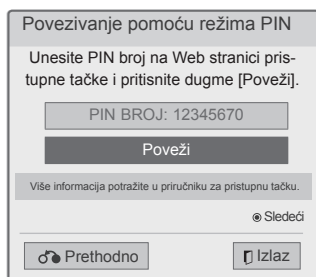 Povezivanje pomoću režima PIN
Unesite PIN broj na Web stranici pris-
tupne tačke i pritisnite dugme [Poveži].
PIN BROJ: 12345670
Poveži
Više informacija potražite u priručniku za pristupnu tačku.
Sledeći
Prethodno
Izlaz